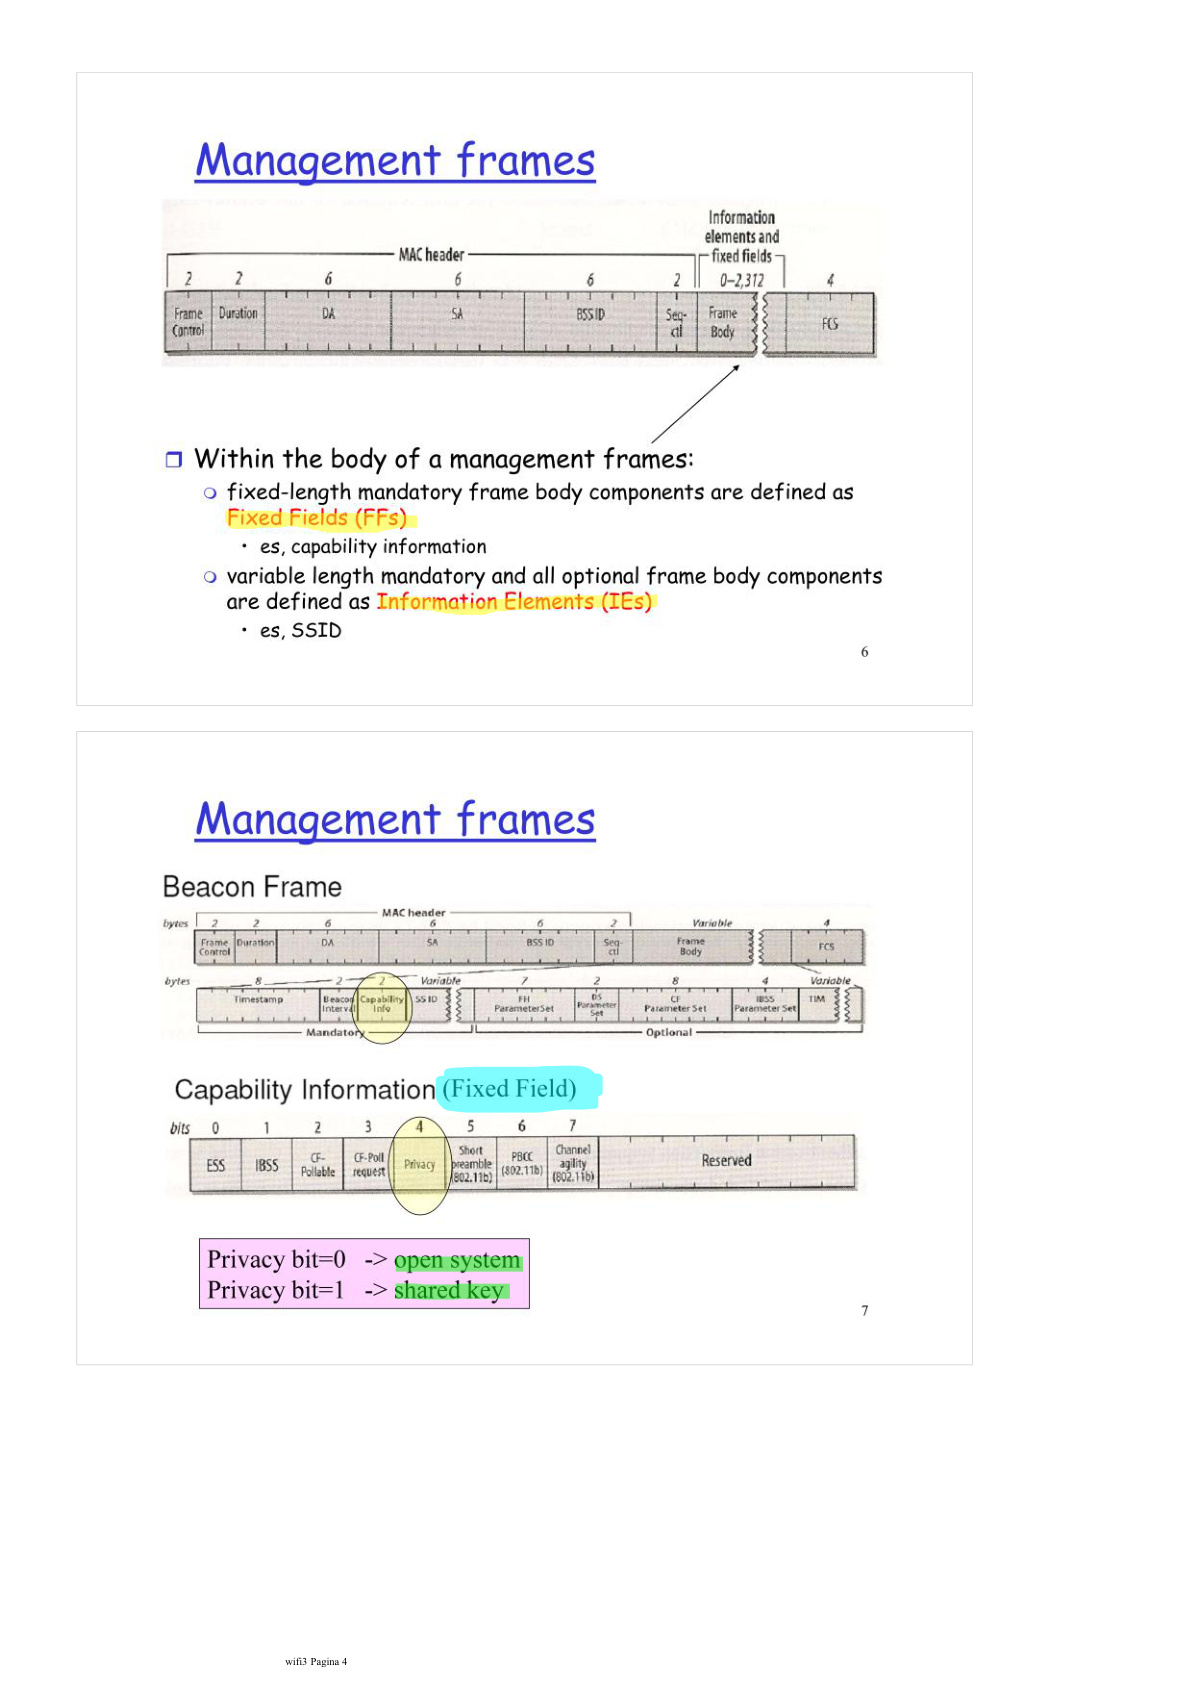 Management frames
Information
elements and
fixed fields
MAC header
2 2 6 6 6 2 0–2,312 4
Frame Control Duration DA SA BSS ID Seq-ctl Frame Body FCS
Within the body of a management frames:
fixed-length mandatory frame body components are defined as
Fixed Fields (FFs)
• es, capability information
variable length mandatory and all optional frame body components
are defined as Information Elements (IEs)
• es, SSID
6
Management frames
Beacon Frame
MAC header
bytes 2 2 6 6 6 2 Variable 4
Frame Control Duration DA SA BSS ID Seq-ctl Frame Body FCS
bytes 8 2 2 Variable 7 2 8 4 Variable
Timestamp Beacon Interval Capability Info SS ID FH Parameter Set DS Parameter Set CF Parameter Set IBSS Parameter Set TIM
Mandatory Optional
Capability Information (Fixed Field)
bits 0 1 2 3 4 5 6 7
ESS IBSS CF-Pollable CF-Poll request Privacy Short preamble (802.11b) PBCC (802.11b) Channel agility (802.11b) Reserved
Privacy bit=0 -> open system
Privacy bit=1 -> shared key
7
wifi3 Pagina 4